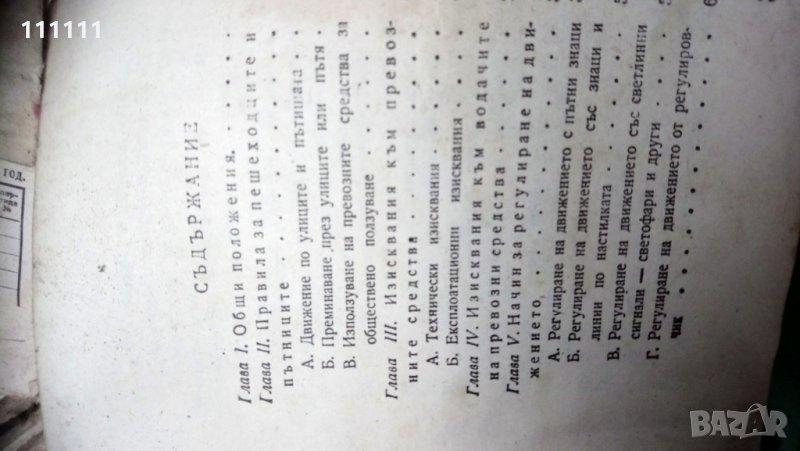 111111
ГОД.
СЪДЪРЖАНИЕ
Глава I. Общи положения. . . . . .
Глава II. Правила за пешеходците и
пътниците . . . . . . . . .
А. Движение по улиците и пътищата .
Б. Преминаване през улиците или пътя .
В. Използуване на превозните средства за
обществено ползуване . . . . . .
Глава III. Изисквания към превоз-
ните средства . . . . . . . .
А. Технически изисквания . . . . .
Б. Експлоатационни изисквания . . . .
Глава IV. Изисквания към водачите
на превозни средства . . . . . .
Глава V. Начин за регулиране на дви-
жението, . . . . . . . . .
А. Регулиране на движението с пътни знаци
Б. Регулиране на движението със знаци и
линии по настилката . . . . . .
В. Регулиране на движението със светлинни
сигнали — светофари и други . . . .
Г. Регулиране на движението от регулиров-
чик . . . . . . . . . . .
BAZAR